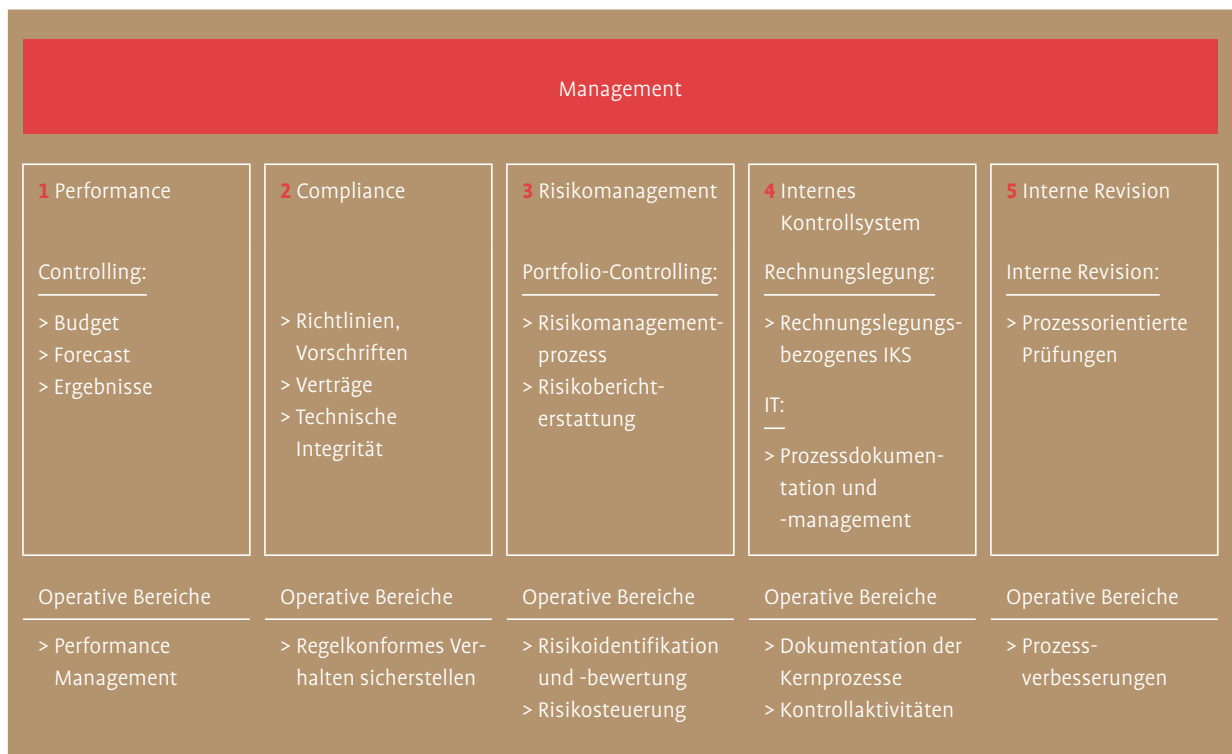 Management
1 Performance
Controlling:
> Budget
> Forecast
> Ergebnisse
2 Compliance
> Richtlinien,
Vorschriften
> Verträge
> Technische
Integrität
3 Risikomanagement
Portfolio-Controlling:
> Risikomanagement-
prozess
> Risikobericht-
erstattung
4 Internes
Kontrollsystem
Rechnungslegung:
> Rechnungslegungs-
bezogenes IKS
IT:
> Prozessdokumen-
tation und
-management
5 Interne Revision
Interne Revision:
> Prozessorientierte
Prüfungen
Operative Bereiche
> Performance
Management
Operative Bereiche
> Regelkonformes Ver-
halten sicherstellen
Operative Bereiche
> Risikoidentifikation
und -bewertung
> Risikosteuerung
Operative Bereiche
> Dokumentation der
Kernprozesse
> Kontrollaktivitäten
Operative Bereiche
> Prozess-
verbesserungen